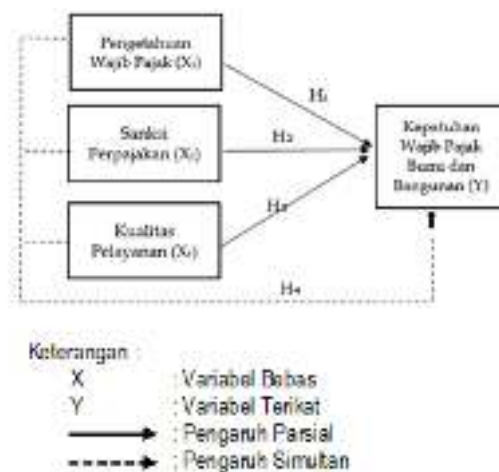 Pengetahuan
Wajib Pajak (X₁)
Sanksi
Perpajakan (X₂)
Kualitas
Pelayanan (X₃)
H₁
H₂
H₃
H₄
Kepatuhan
Wajib Pajak
Bumi dan
Bangunan (Y)
Keterangan :
X : Variabel Bebas
Y : Variabel Terikat
: Pengaruh Parsial
: Pengaruh Simultan